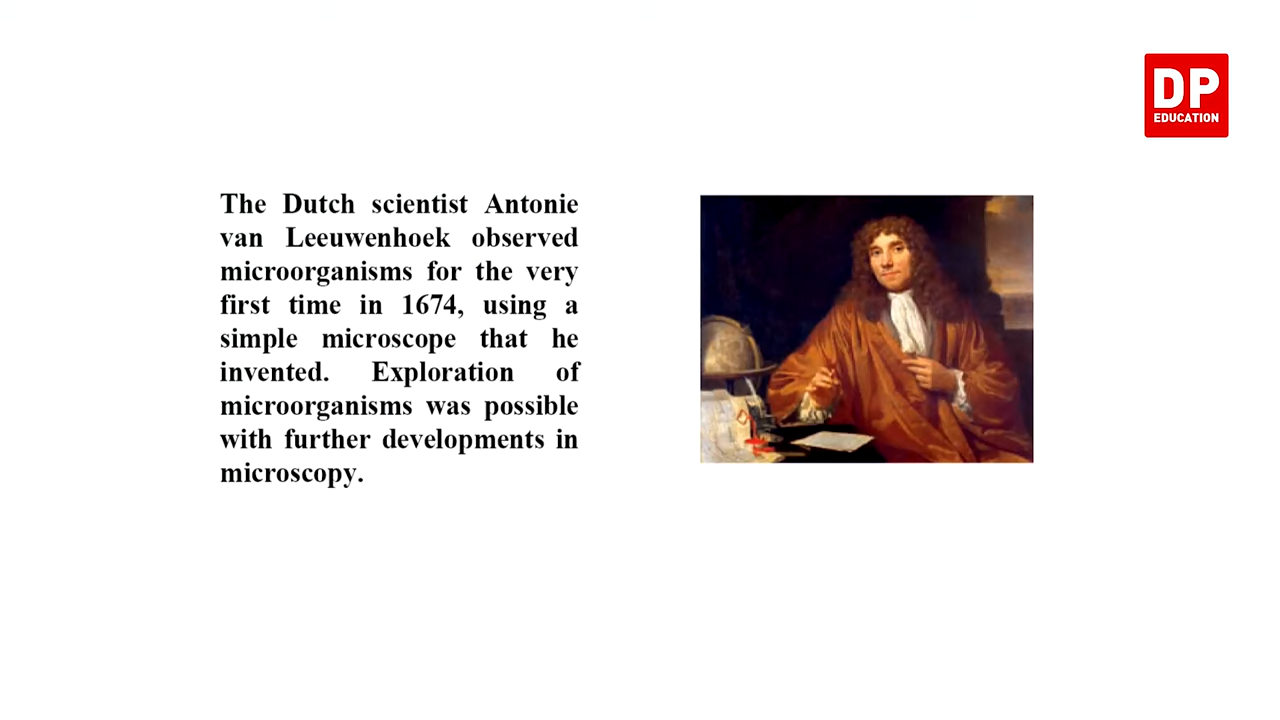 DP
EDUCATION
The Dutch scientist Antonie
van Leeuwenhoek observed
microorganisms for the very
first time in 1674, using a
simple microscope that he
invented. Exploration of
microorganisms was possible
with further developments in
microscopy.